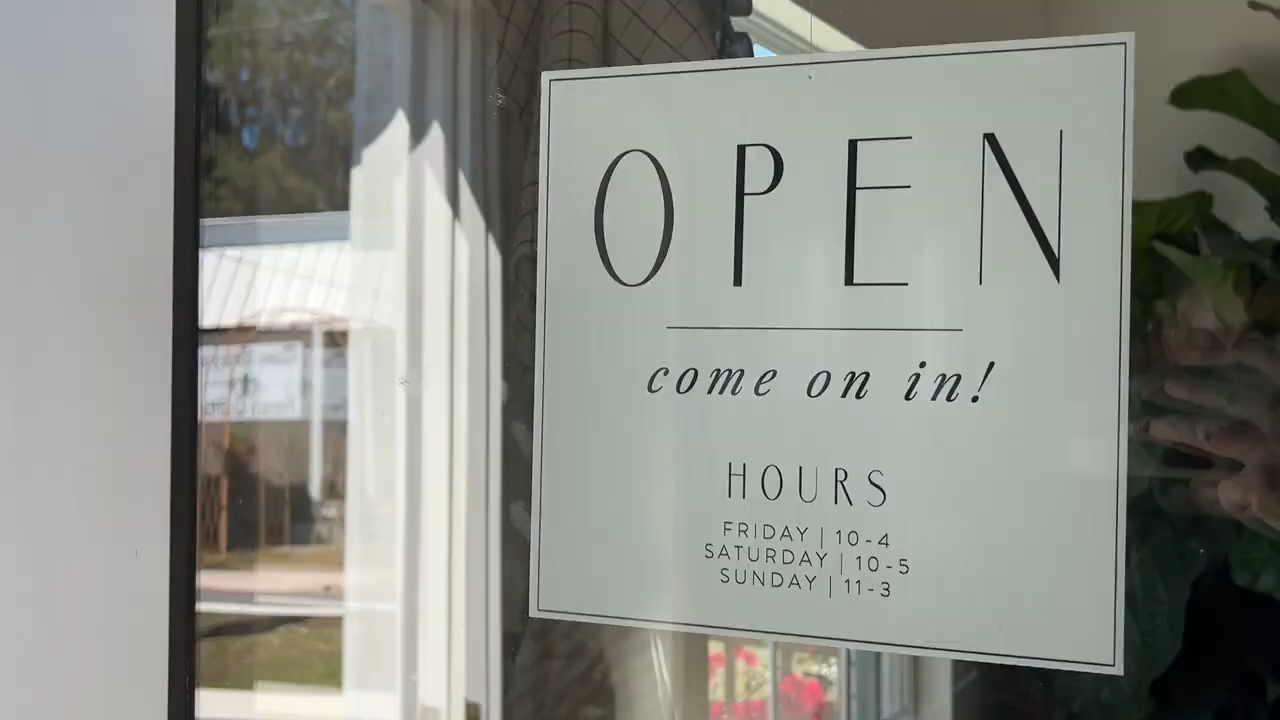 OPEN
come on in!
HOURS
FRIDAY | 10-4
SATURDAY | 10-5
SUNDAY | 11-3